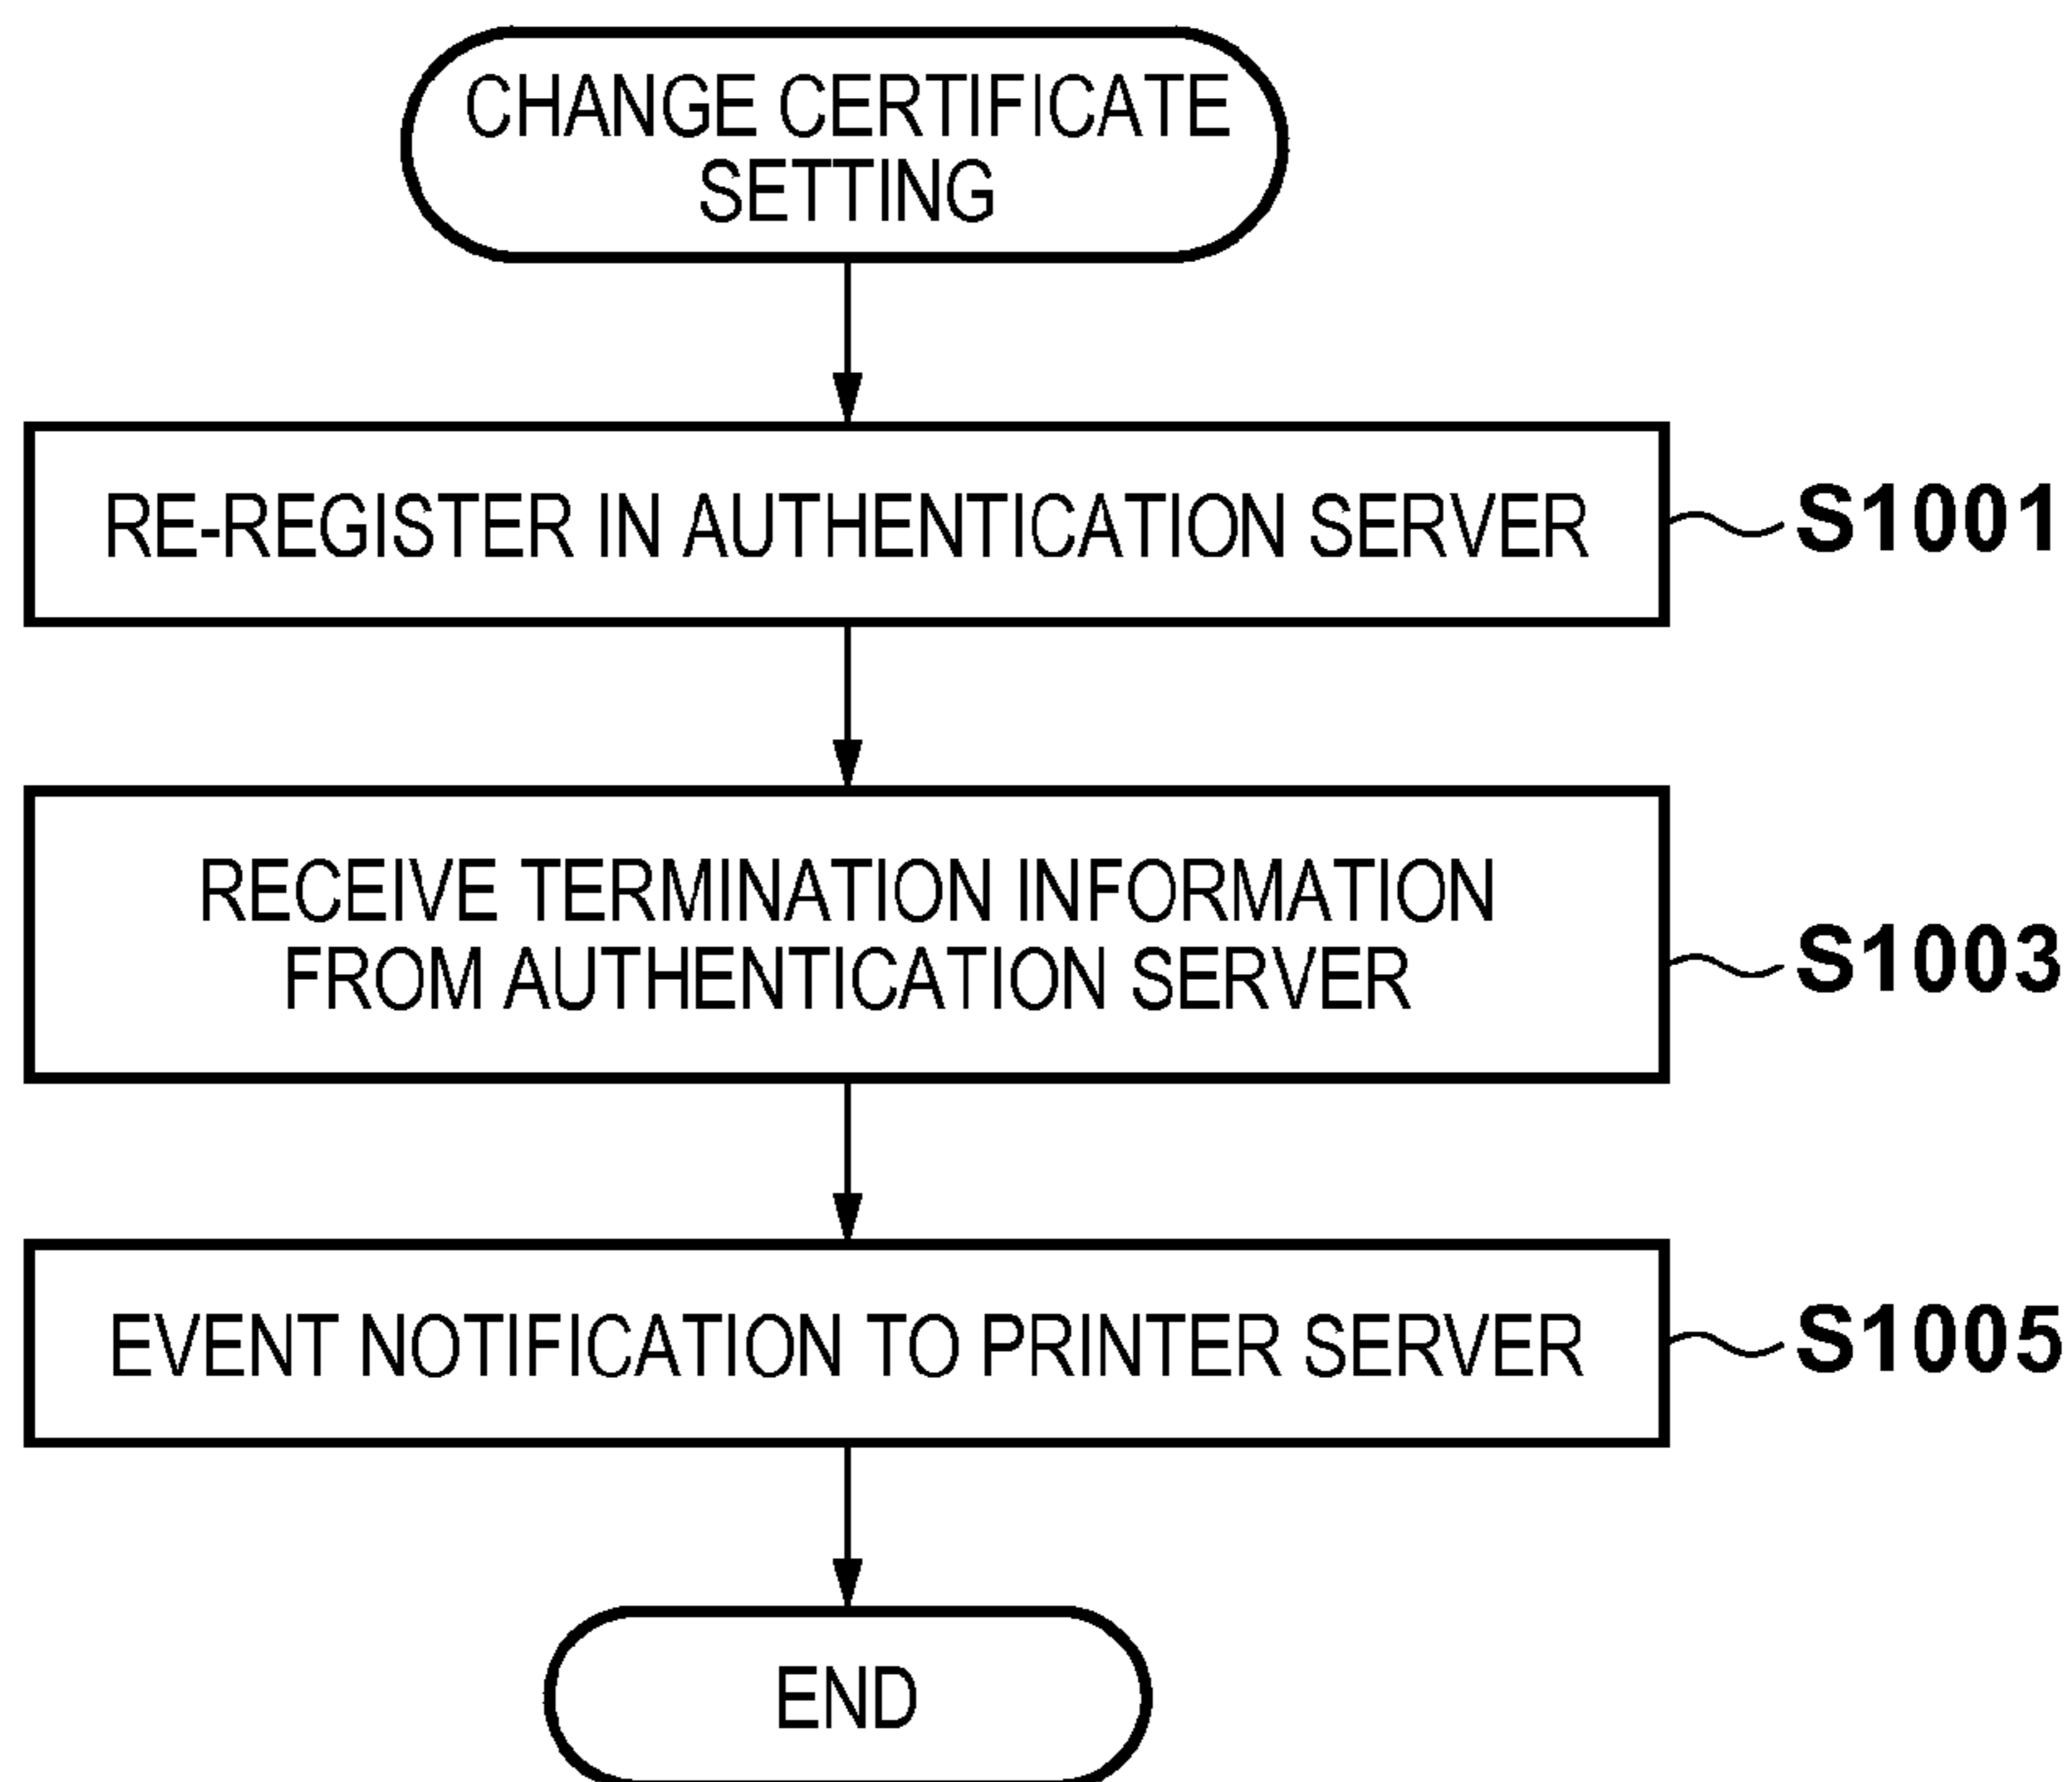 CHANGE CERTIFICATE
SETTING
RE-REGISTER IN AUTHENTICATION SERVER
S1001
RECEIVE TERMINATION INFORMATION
FROM AUTHENTICATION SERVER
S1003
EVENT NOTIFICATION TO PRINTER SERVER
S1005
END